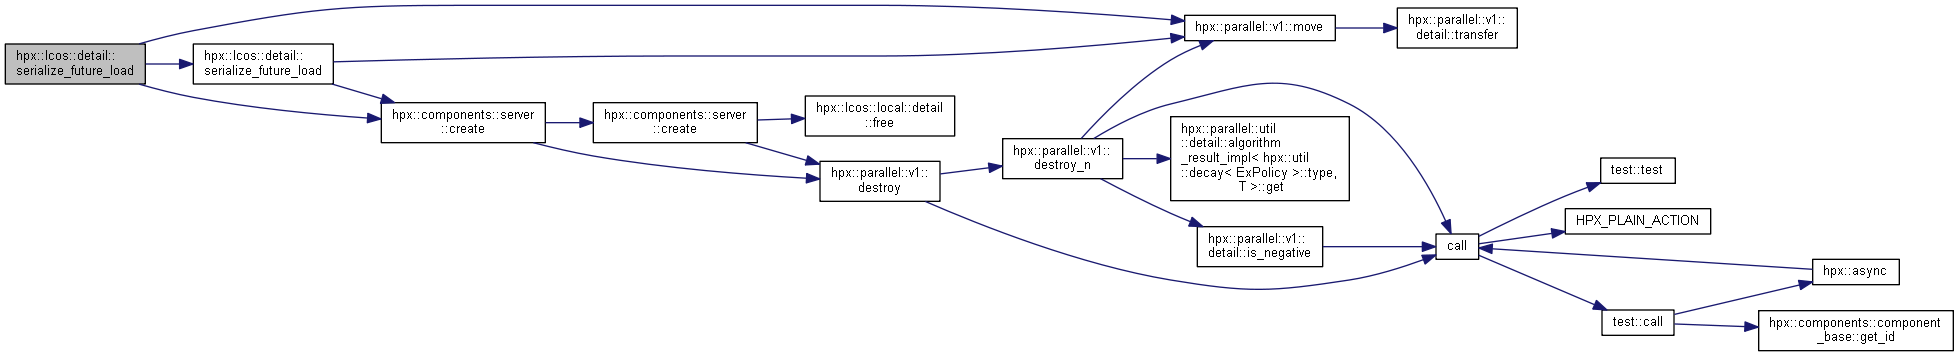 hpx::lcos::detail::
serialize_future_load
hpx::lcos::detail::
serialize_future_load
hpx::components::server
::create
hpx::components::server
::create
hpx::lcos::local::detail
::free
hpx::parallel::v1::
destroy
hpx::parallel::v1::
destroy_n
hpx::parallel::v1::move
hpx::parallel::v1::
detail::transfer
hpx::parallel::util
::detail::algorithm
_result_impl< hpx::util
::decay< ExPolicy >::type,
T >::get
hpx::parallel::v1::
detail::is_negative
call
test::test
HPX_PLAIN_ACTION
test::call
hpx::async
hpx::components::component
_base::get_id